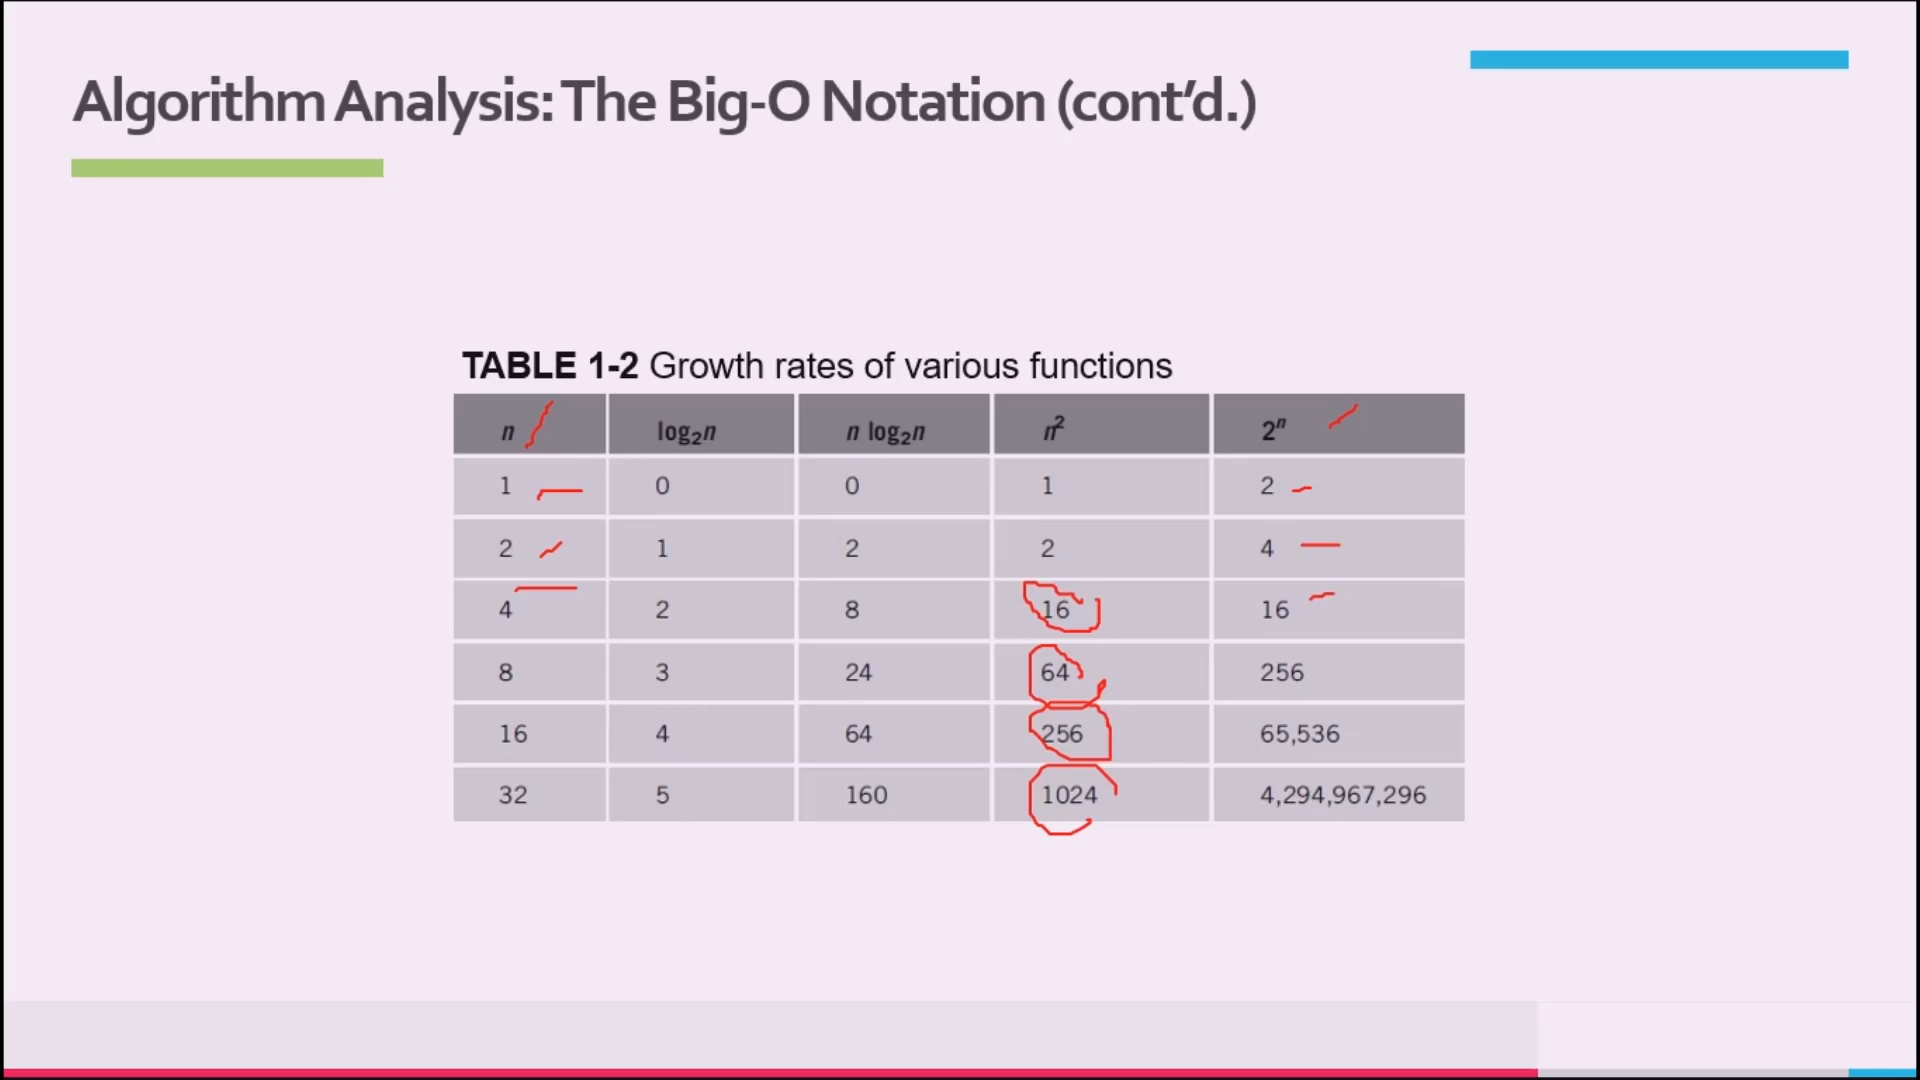 Algorithm Analysis: The Big-O Notation (cont'd.)
TABLE 1-2 Growth rates of various functions
n log₂n n log₂n n² 2ⁿ
1 0 0 1 2
2 1 2 2 4
4 2 8 16 16
8 3 24 64 256
16 4 64 256 65,536
32 5 160 1024 4,294,967,296